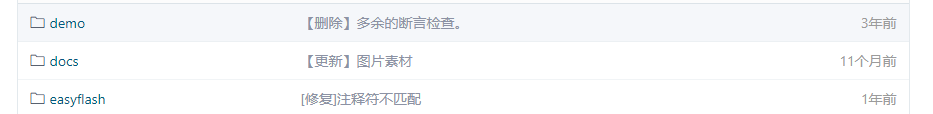 demo 【删除】多余的断言检查。 3年前
docs 【更新】图片素材 11个月前
easyflash [修复]注释符不匹配 1年前